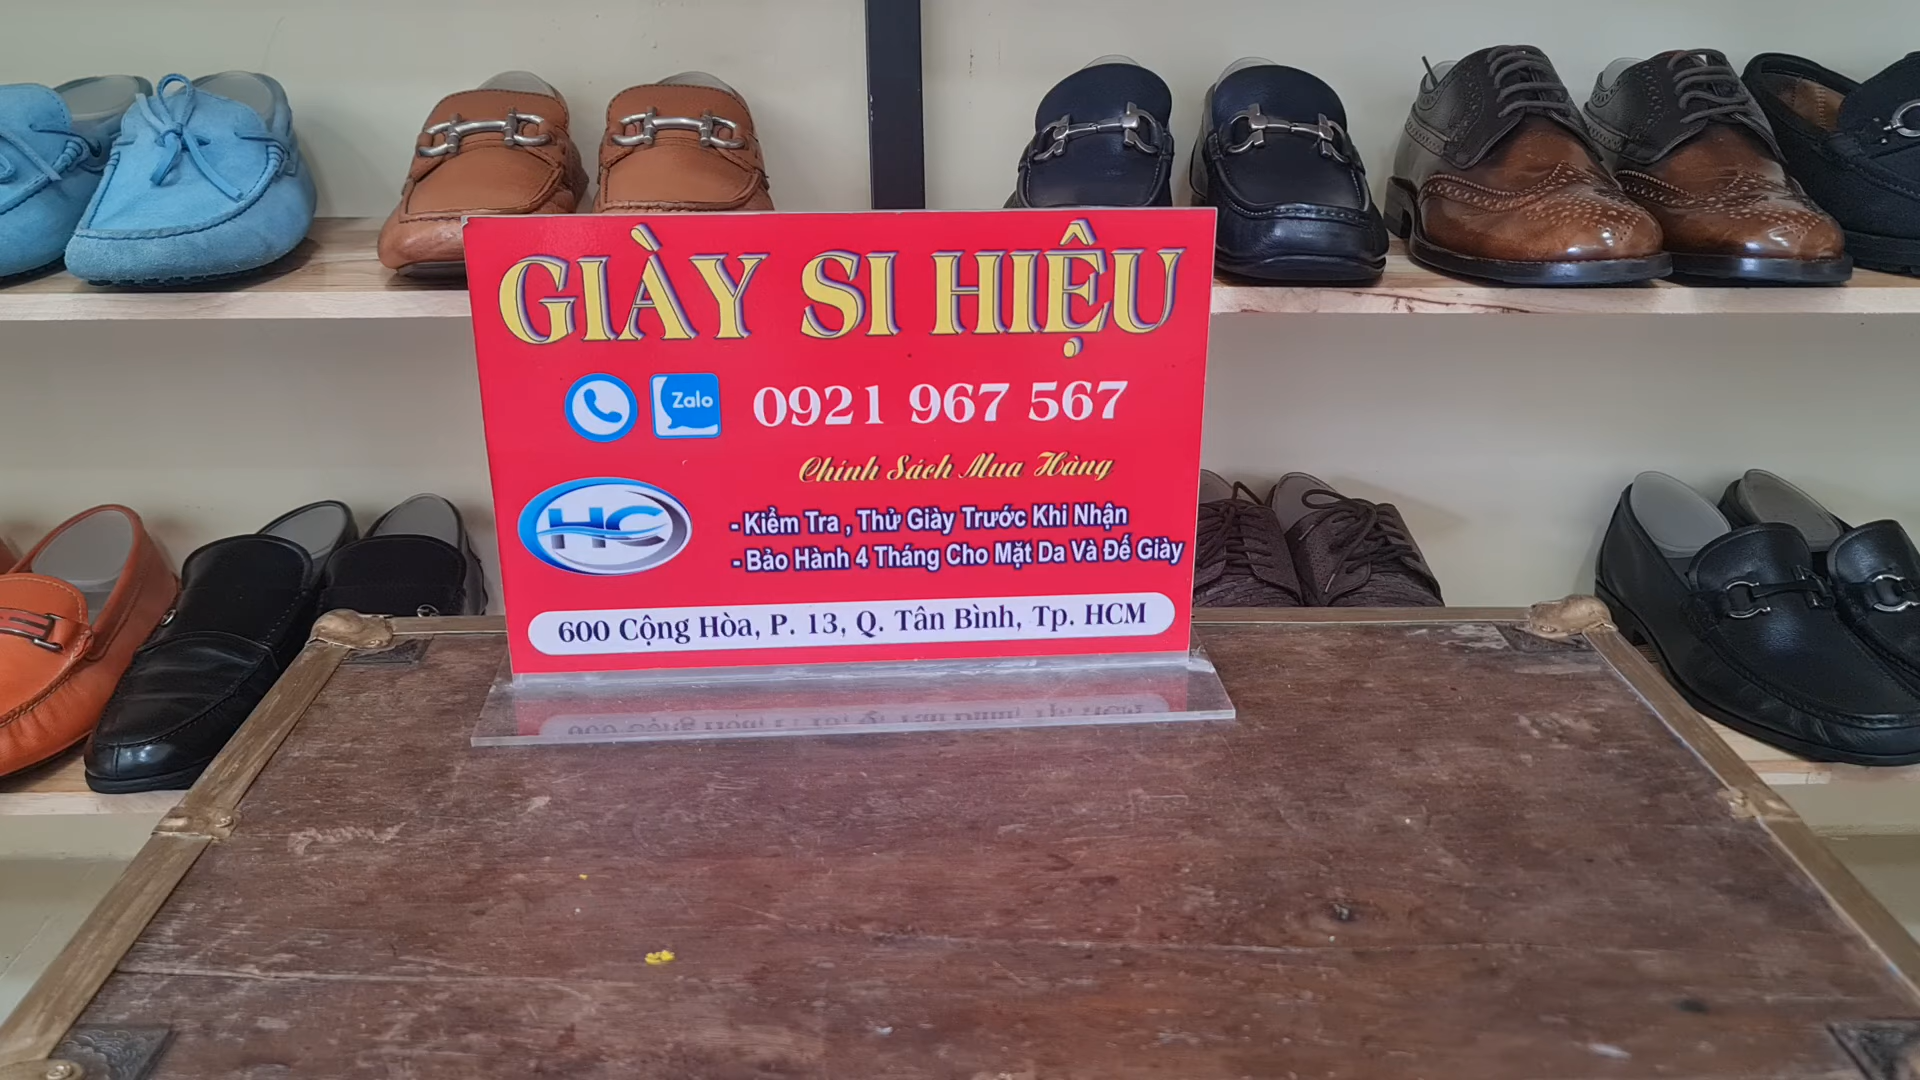 GIÀY SI HIỆU
Zalo 0921 967 567
Chính Sách Mua Hàng
HC
- Kiểm Tra , Thử Giày Trước Khi Nhận
- Bảo Hành 4 Tháng Cho Mặt Da Và Đế Giày
600 Cộng Hòa, P. 13, Q. Tân Bình, Tp. HCM